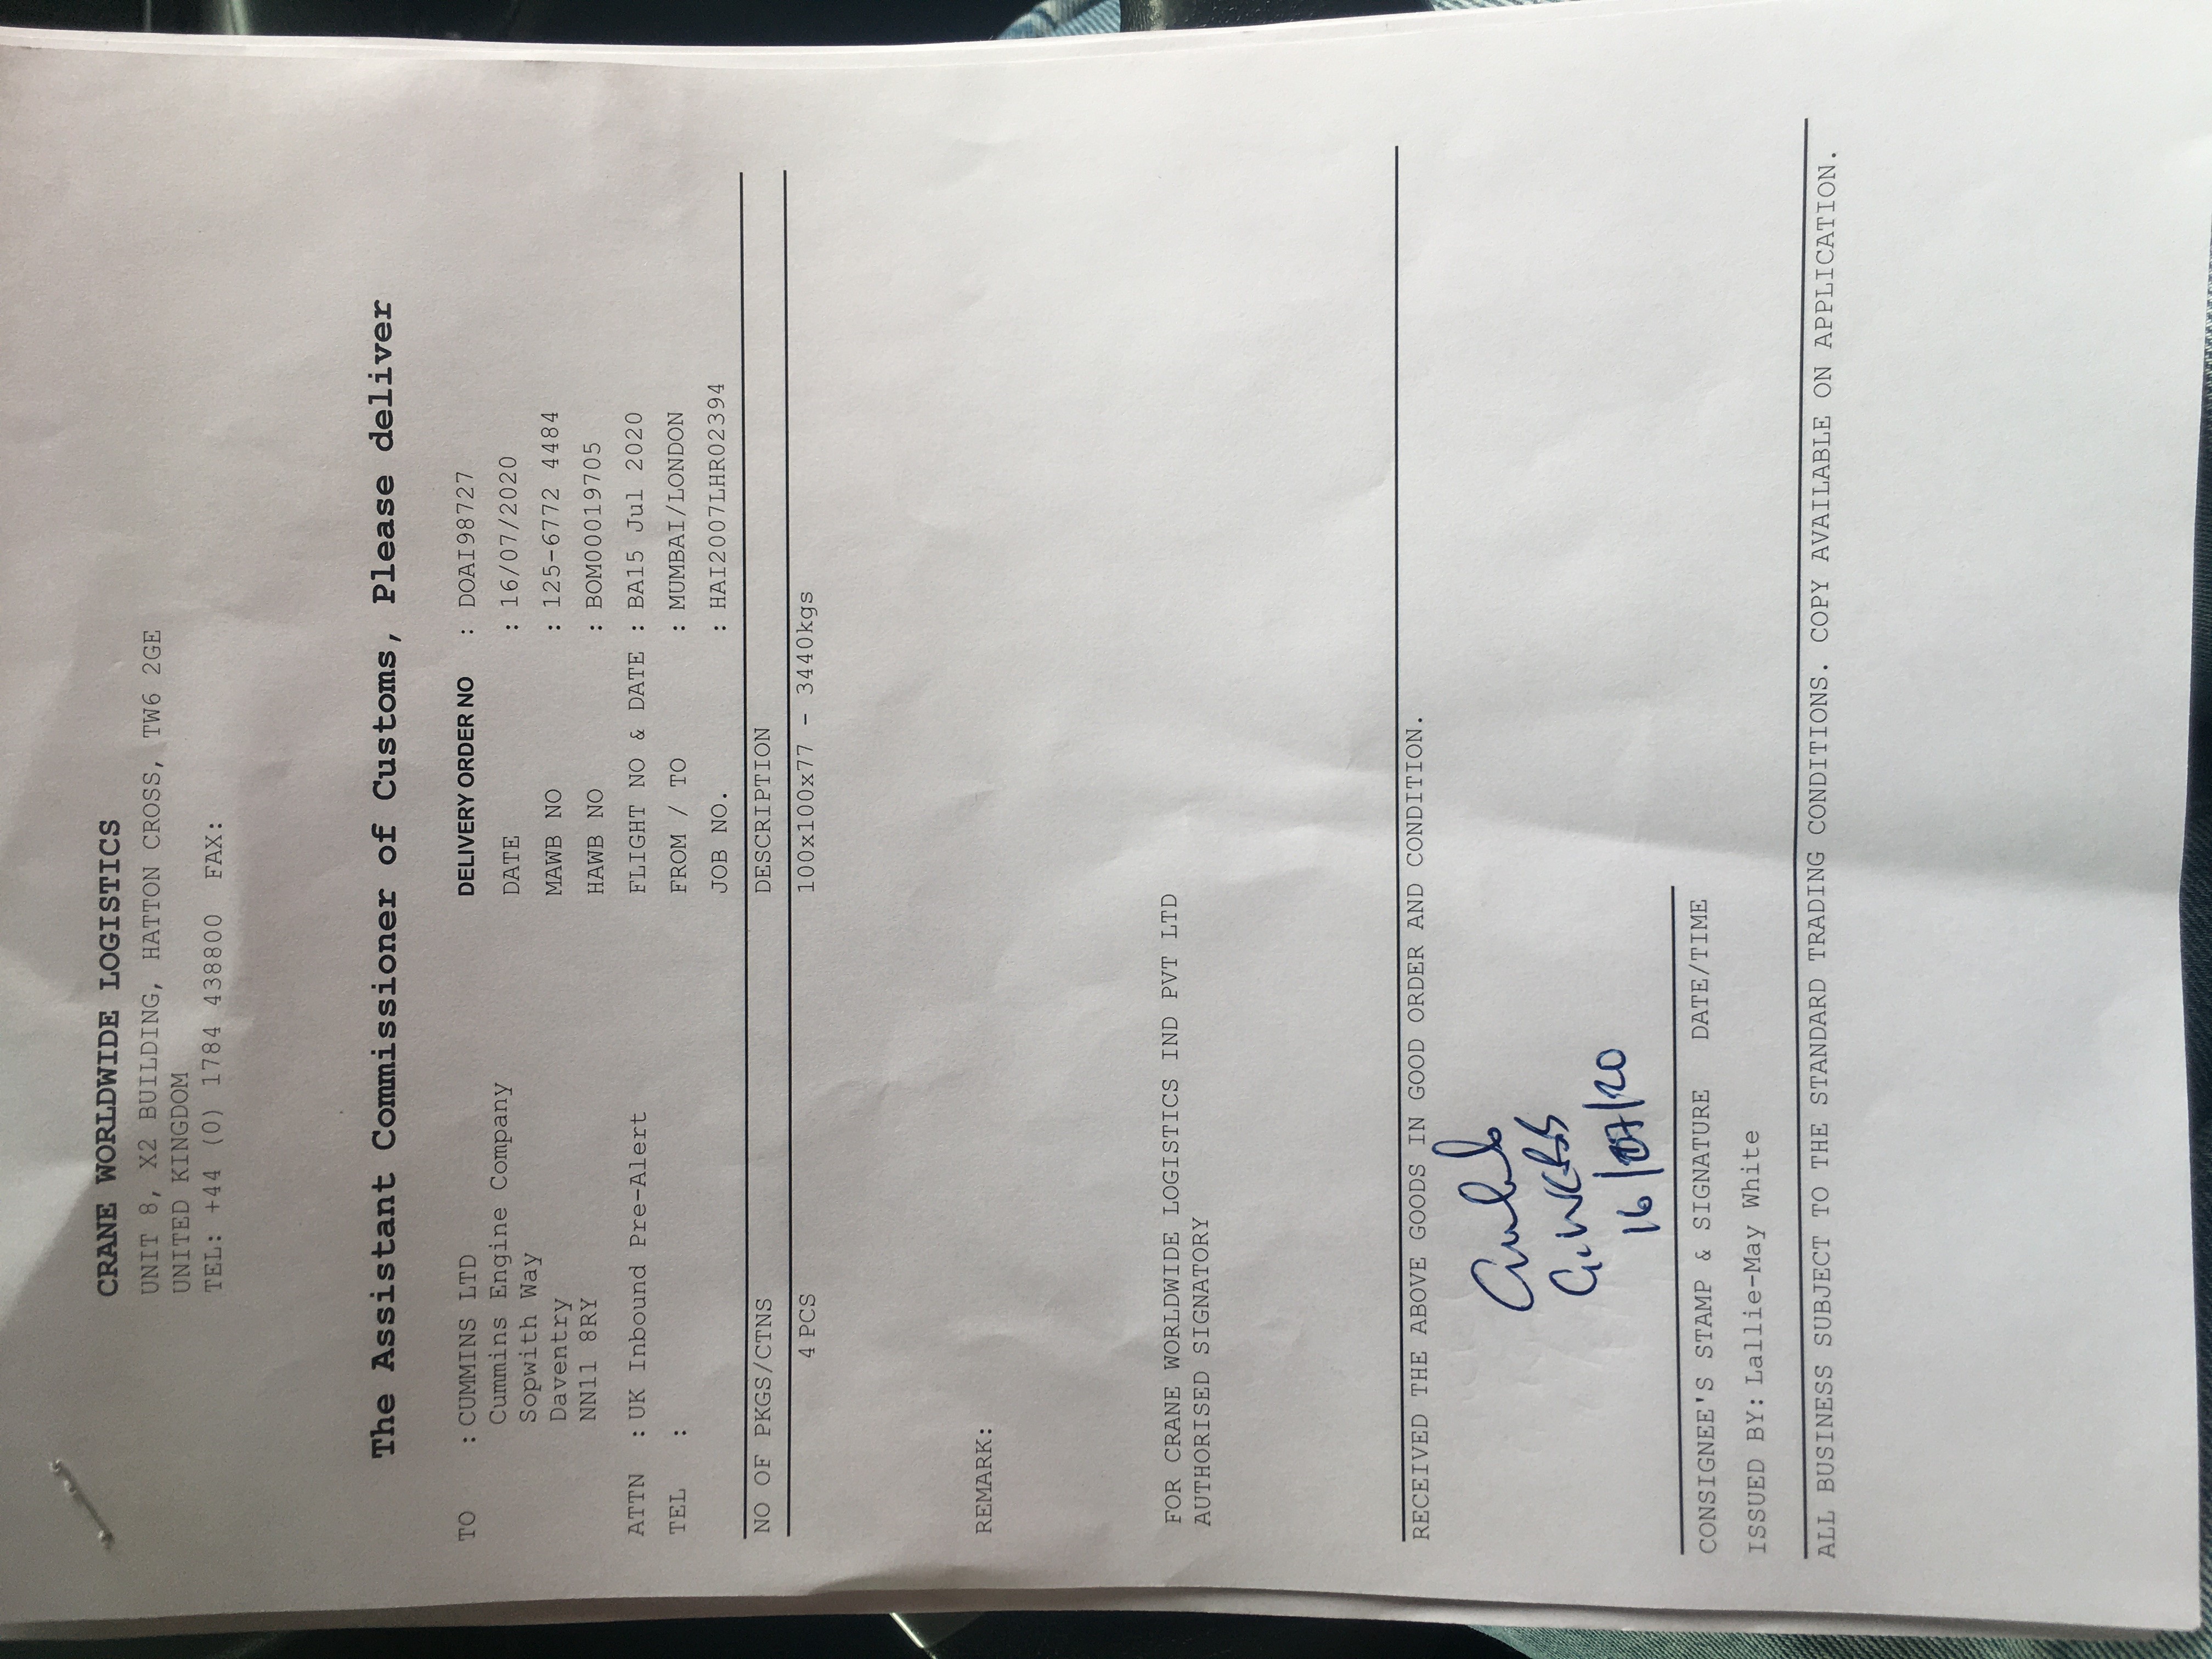 CRANE WORLDWIDE LOGISTICS
UNIT 8, X2 BUILDING, HATTON CROSS, TW6 2GE
UNITED KINGDOM
TEL: +44 (0) 1784 438800 FAX:
The Assistant Commissioner of Customs, Please deliver
TO : CUMMINS LTD
Cummins Engine Company
Sopwith Way
Daventry
NN11 8RY
ATTN : UK Inbound Pre-Alert
TEL :
DELIVERY ORDER NO : DOAI98727
DATE : 16/07/2020
MAWB NO : 125-6772 4484
HAWB NO : BOM00019705
FLIGHT NO & DATE : BA15 Jul 2020
FROM / TO : MUMBAI/LONDON
JOB NO. : HAI2007LHR02394
NO OF PKGS/CTNS DESCRIPTION
4 PCS 100x100x77 - 3440kgs
REMARK:
FOR CRANE WORLDWIDE LOGISTICS IND PVT LTD
AUTHORISED SIGNATORY
RECEIVED THE ABOVE GOODS IN GOOD ORDER AND CONDITION.
16/07/20
CONSIGNEE'S STAMP & SIGNATURE DATE/TIME
ISSUED BY: Lallie-May White
ALL BUSINESS SUBJECT TO THE STANDARD TRADING CONDITIONS. COPY AVAILABLE ON APPLICATION.